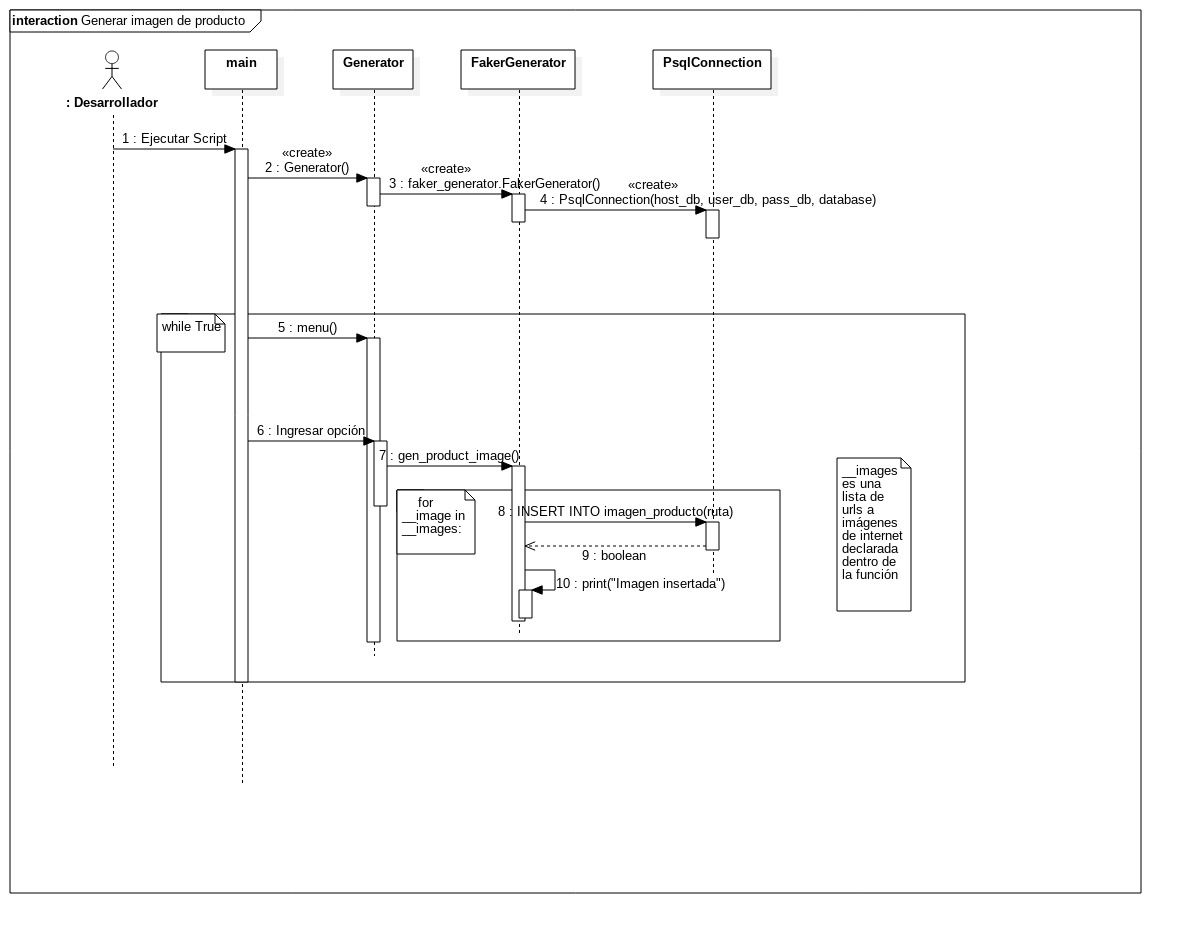 interaction Generar imagen de producto
main
Generator
FakerGenerator
PsqlConnection
: Desarrollador
1 : Ejecutar Script
«create»
2 : Generator()
«create»
3 : faker_generator.FakerGenerator()
«create»
4 : PsqlConnection(host_db, user_db, pass_db, database)
while True
5 : menu()
6 : Ingresar opción
7 : gen_product_image()
for
__image in
__images:
8 : INSERT INTO imagen_producto(ruta)
9 : boolean
10 : print("Imagen insertada")
__images
es una
lista de
urls a
imágenes
de internet
declarada
dentro de
la función